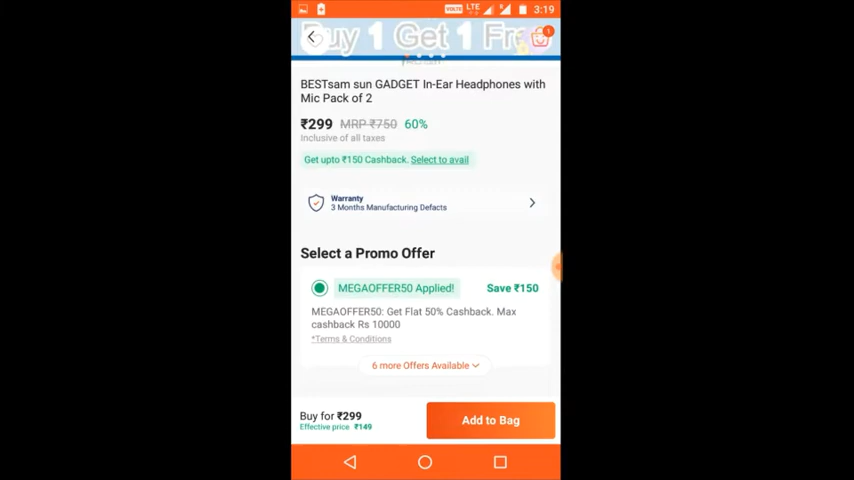 VOLTE LTE 3:19
Buy 1 Get 1 Fre
1
BESTsam sun GADGET In-Ear Headphones with
Mic Pack of 2
₹299 MRP ₹750 60%
Inclusive of all taxes
Get upto ₹150 Cashback. Select to avail
Warranty
3 Months Manufacturing Defects
Select a Promo Offer
MEGAOFFER50 Applied! Save ₹150
MEGAOFFER50: Get Flat 50% Cashback. Max
cashback Rs 10000
*Terms & Conditions
6 more Offers Available
Buy for ₹299
Effective price ₹149
Add to Bag